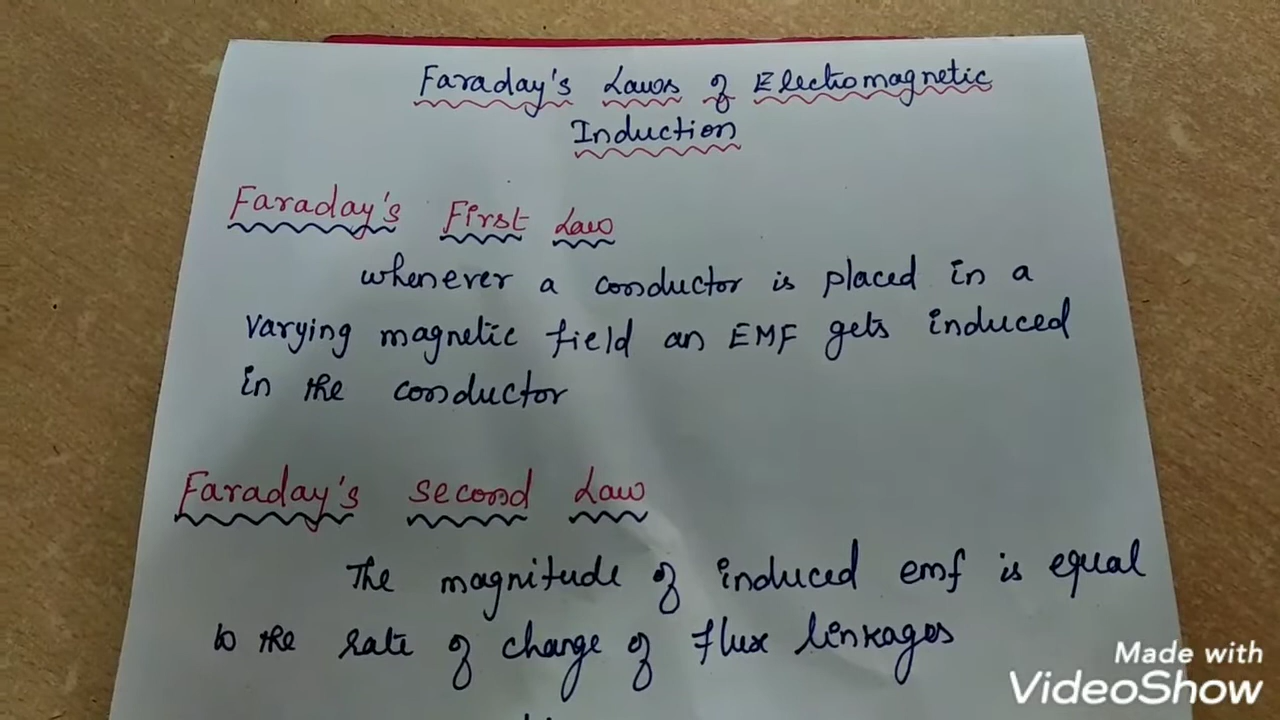 Faraday's Laws of Electromagnetic
Induction
Faraday's First Law
whenever a conductor is placed in a
varying magnetic field an EMF gets induced
in the conductor
Faraday's second Law
The magnitude of induced emf is equal
to the rate of change of flux linkages
Made with
VideoShow